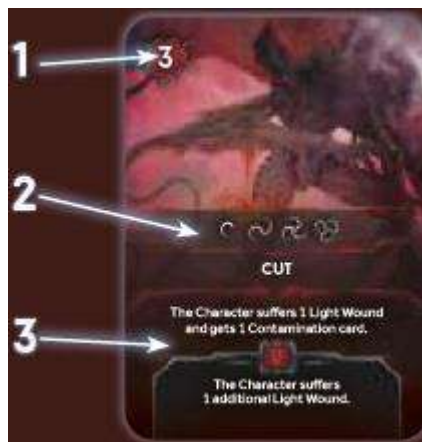 1
3
2
CUT
The Character suffers 1 Light Wound
and gets 1 Contamination card.
3
The Character suffers
1 additional Light Wound.